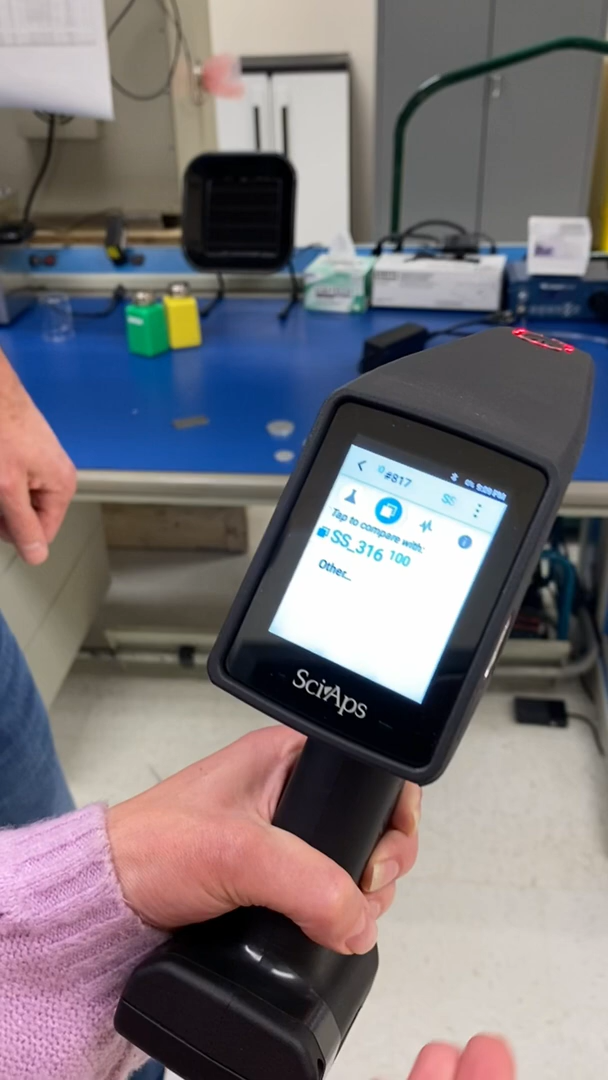 #817
SS
Tap to compare with:
SS_316 100
Other...
SciAps